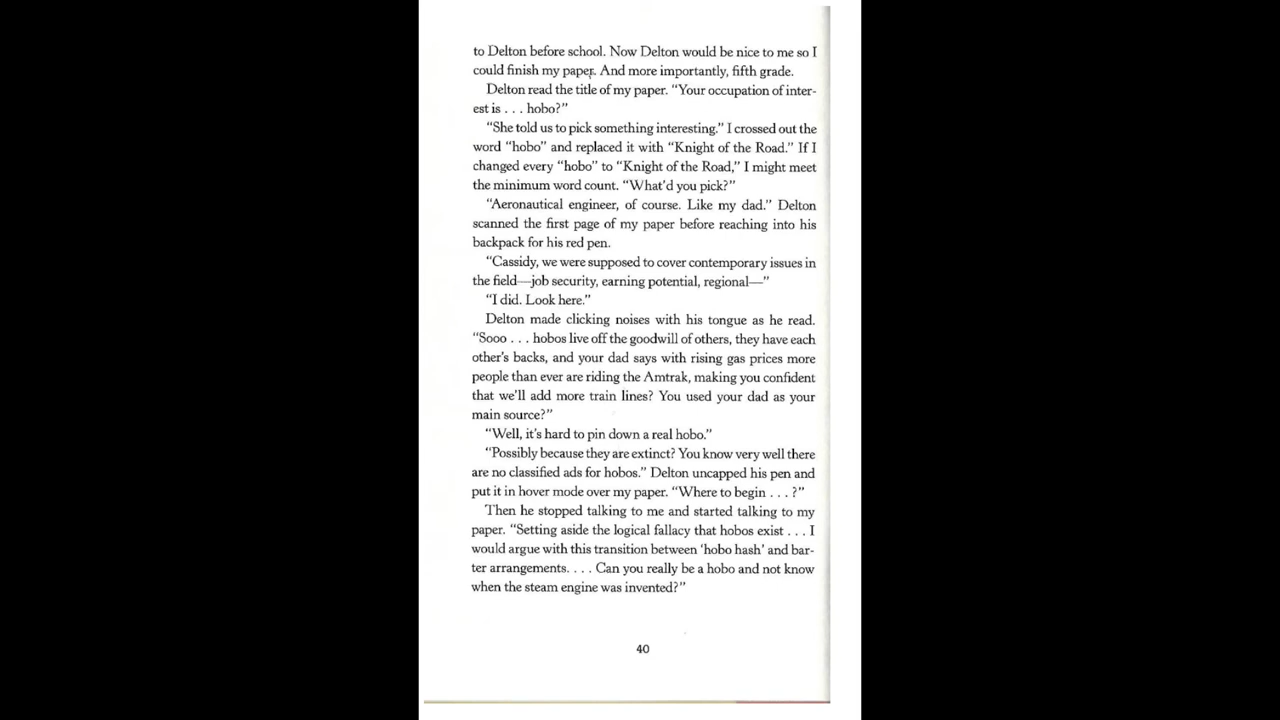 to Delton before school. Now Delton would be nice to me so I
could finish my paper. And more importantly, fifth grade.
Delton read the title of my paper. “Your occupation of inter-
est is . . . hobo?”
“She told us to pick something interesting.” I crossed out the
word “hobo” and replaced it with “Knight of the Road.” If I
changed every “hobo” to “Knight of the Road,” I might meet
the minimum word count. “What’d you pick?”
“Aeronautical engineer, of course. Like my dad.” Delton
scanned the first page of my paper before reaching into his
backpack for his red pen.
“Cassidy, we were supposed to cover contemporary issues in
the field—job security, earning potential, regional—”
“I did. Look here.”
Delton made clicking noises with his tongue as he read.
“Sooo . . . hobos live off the goodwill of others, they have each
other’s backs, and your dad says with rising gas prices more
people than ever are riding the Amtrak, making you confident
that we’ll add more train lines? You used your dad as your
main source?”
“Well, it’s hard to pin down a real hobo.”
“Possibly because they are extinct? You know very well there
are no classified ads for hobos.” Delton uncapped his pen and
put it in hover mode over my paper. “Where to begin . . . ?”
Then he stopped talking to me and started talking to my
paper. “Setting aside the logical fallacy that hobos exist . . . I
would argue with this transition between ‘hobo hash’ and bar-
ter arrangements. . . . Can you really be a hobo and not know
when the steam engine was invented?”
40